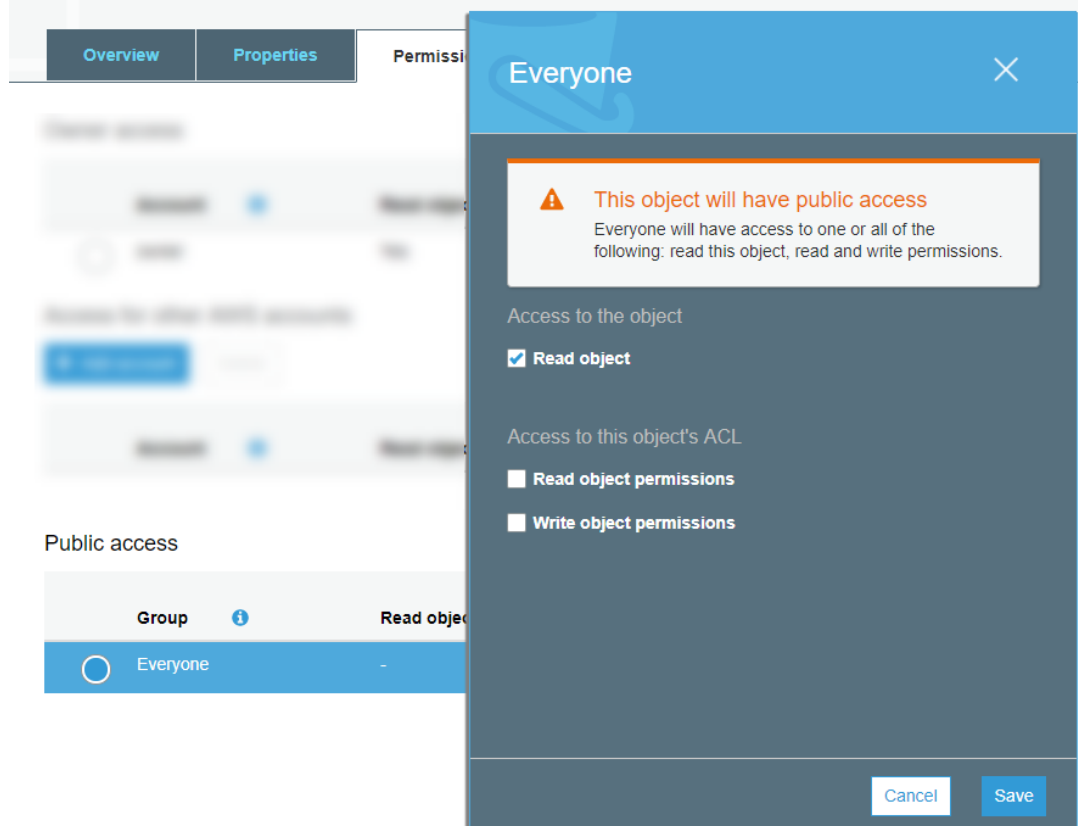 Overview
Properties
Permissi
Everyone
This object will have public access
Everyone will have access to one or all of the
following: read this object, read and write permissions.
Access to the object
Read object
Access to this object's ACL
Read object permissions
Write object permissions
Public access
Group
Read objec
Everyone
-
Cancel
Save